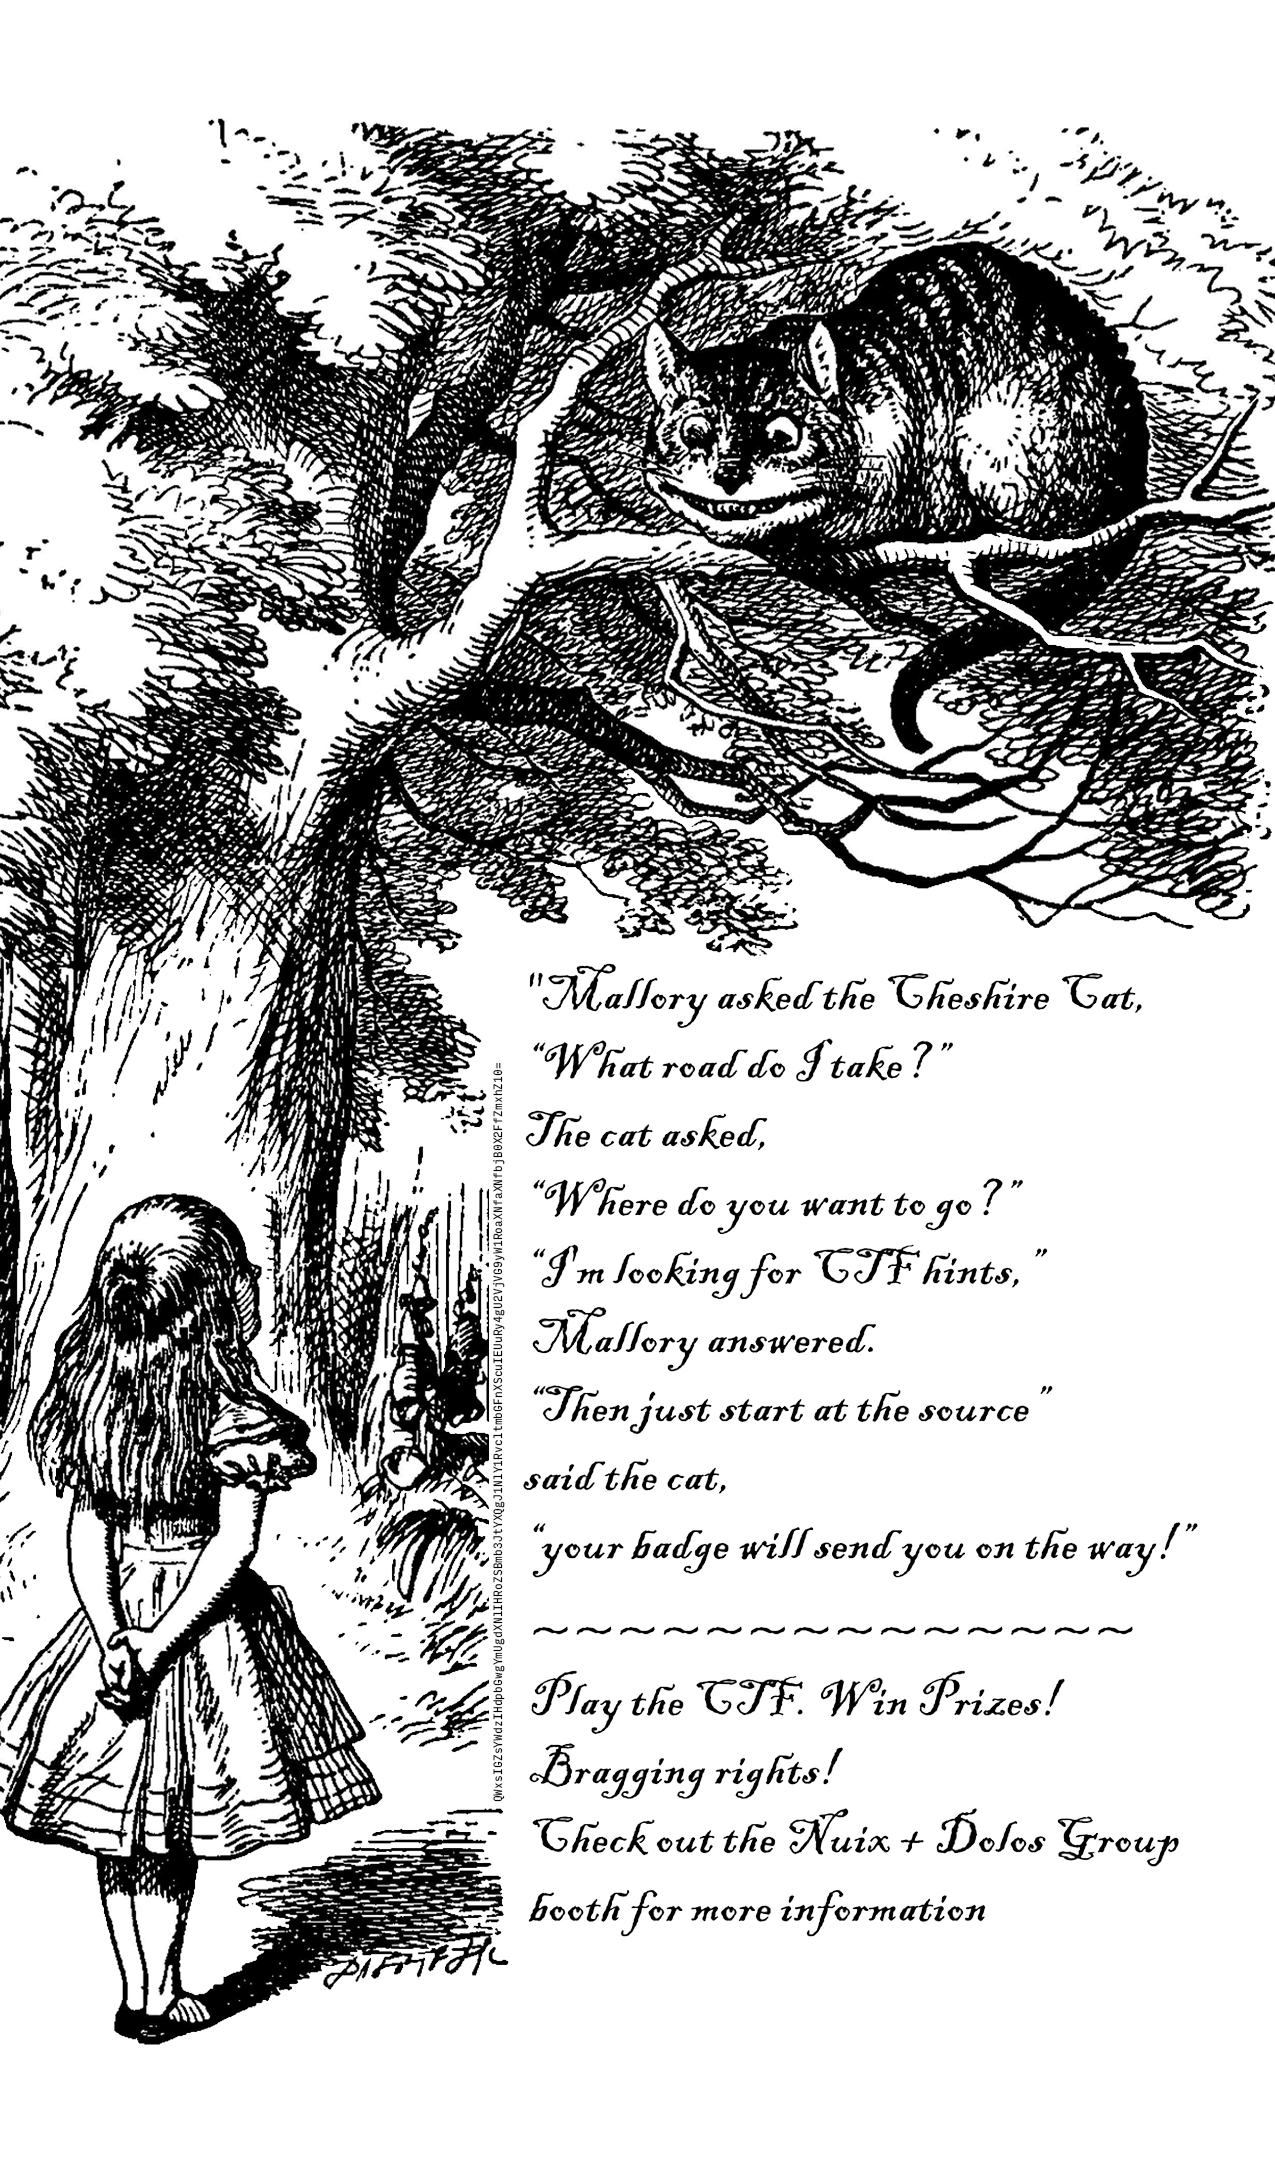 "Mallory asked the Cheshire Cat,
“What road do I take?”
The cat asked,
“Where do you want to go?”
“I'm looking for CTF hints,”
Mallory answered.
“Then just start at the source”
said the cat,
“your badge will send you on the way!”
~~~~~~~~~~~~~~
Play the CTF. Win Prizes!
Bragging rights!
Check out the Nuix + Dolos Group
booth for more information
QWxsIGZsYWdzIHdpbGwgYmUgdXNlIHRoZSBmb3JtYXQgJ1NlY1RvcltmbGFnXScuIEUuRy4gU2VjVG9yW1RoaXNfaXNfbjB0X2FfZmxhZ10=